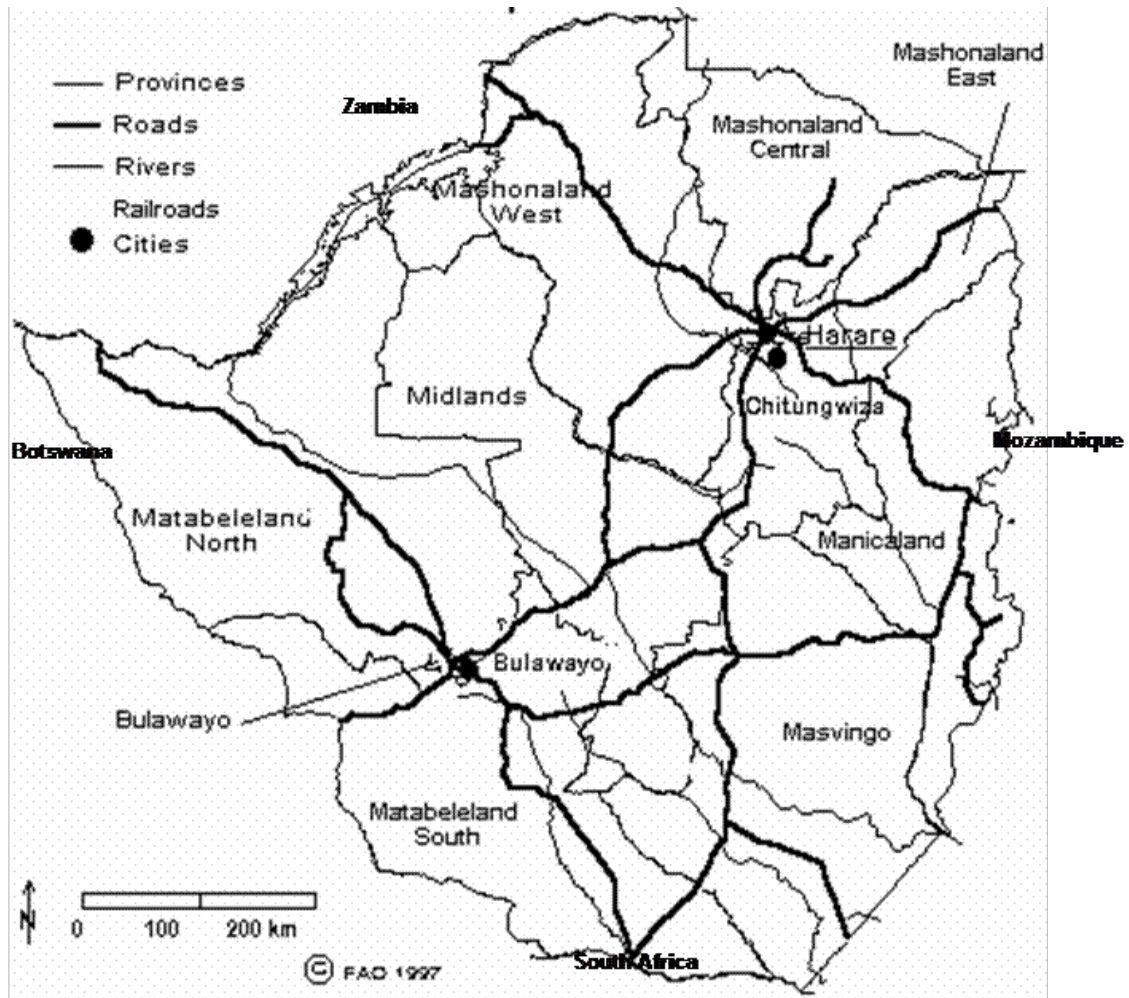 Provinces
Roads
Rivers
Railroads
Cities
Zambia
Mashonaland
East
Mashonaland
Central
Mashonaland
West
Harare
Chitungwiza
Midlands
Botswana
Mozambique
Matabeleland
North
Manicaland
Bulawayo
Bulawayo
Masvingo
Matabeleland
South
N
0 100 200 km
© FAO 1997
South Africa